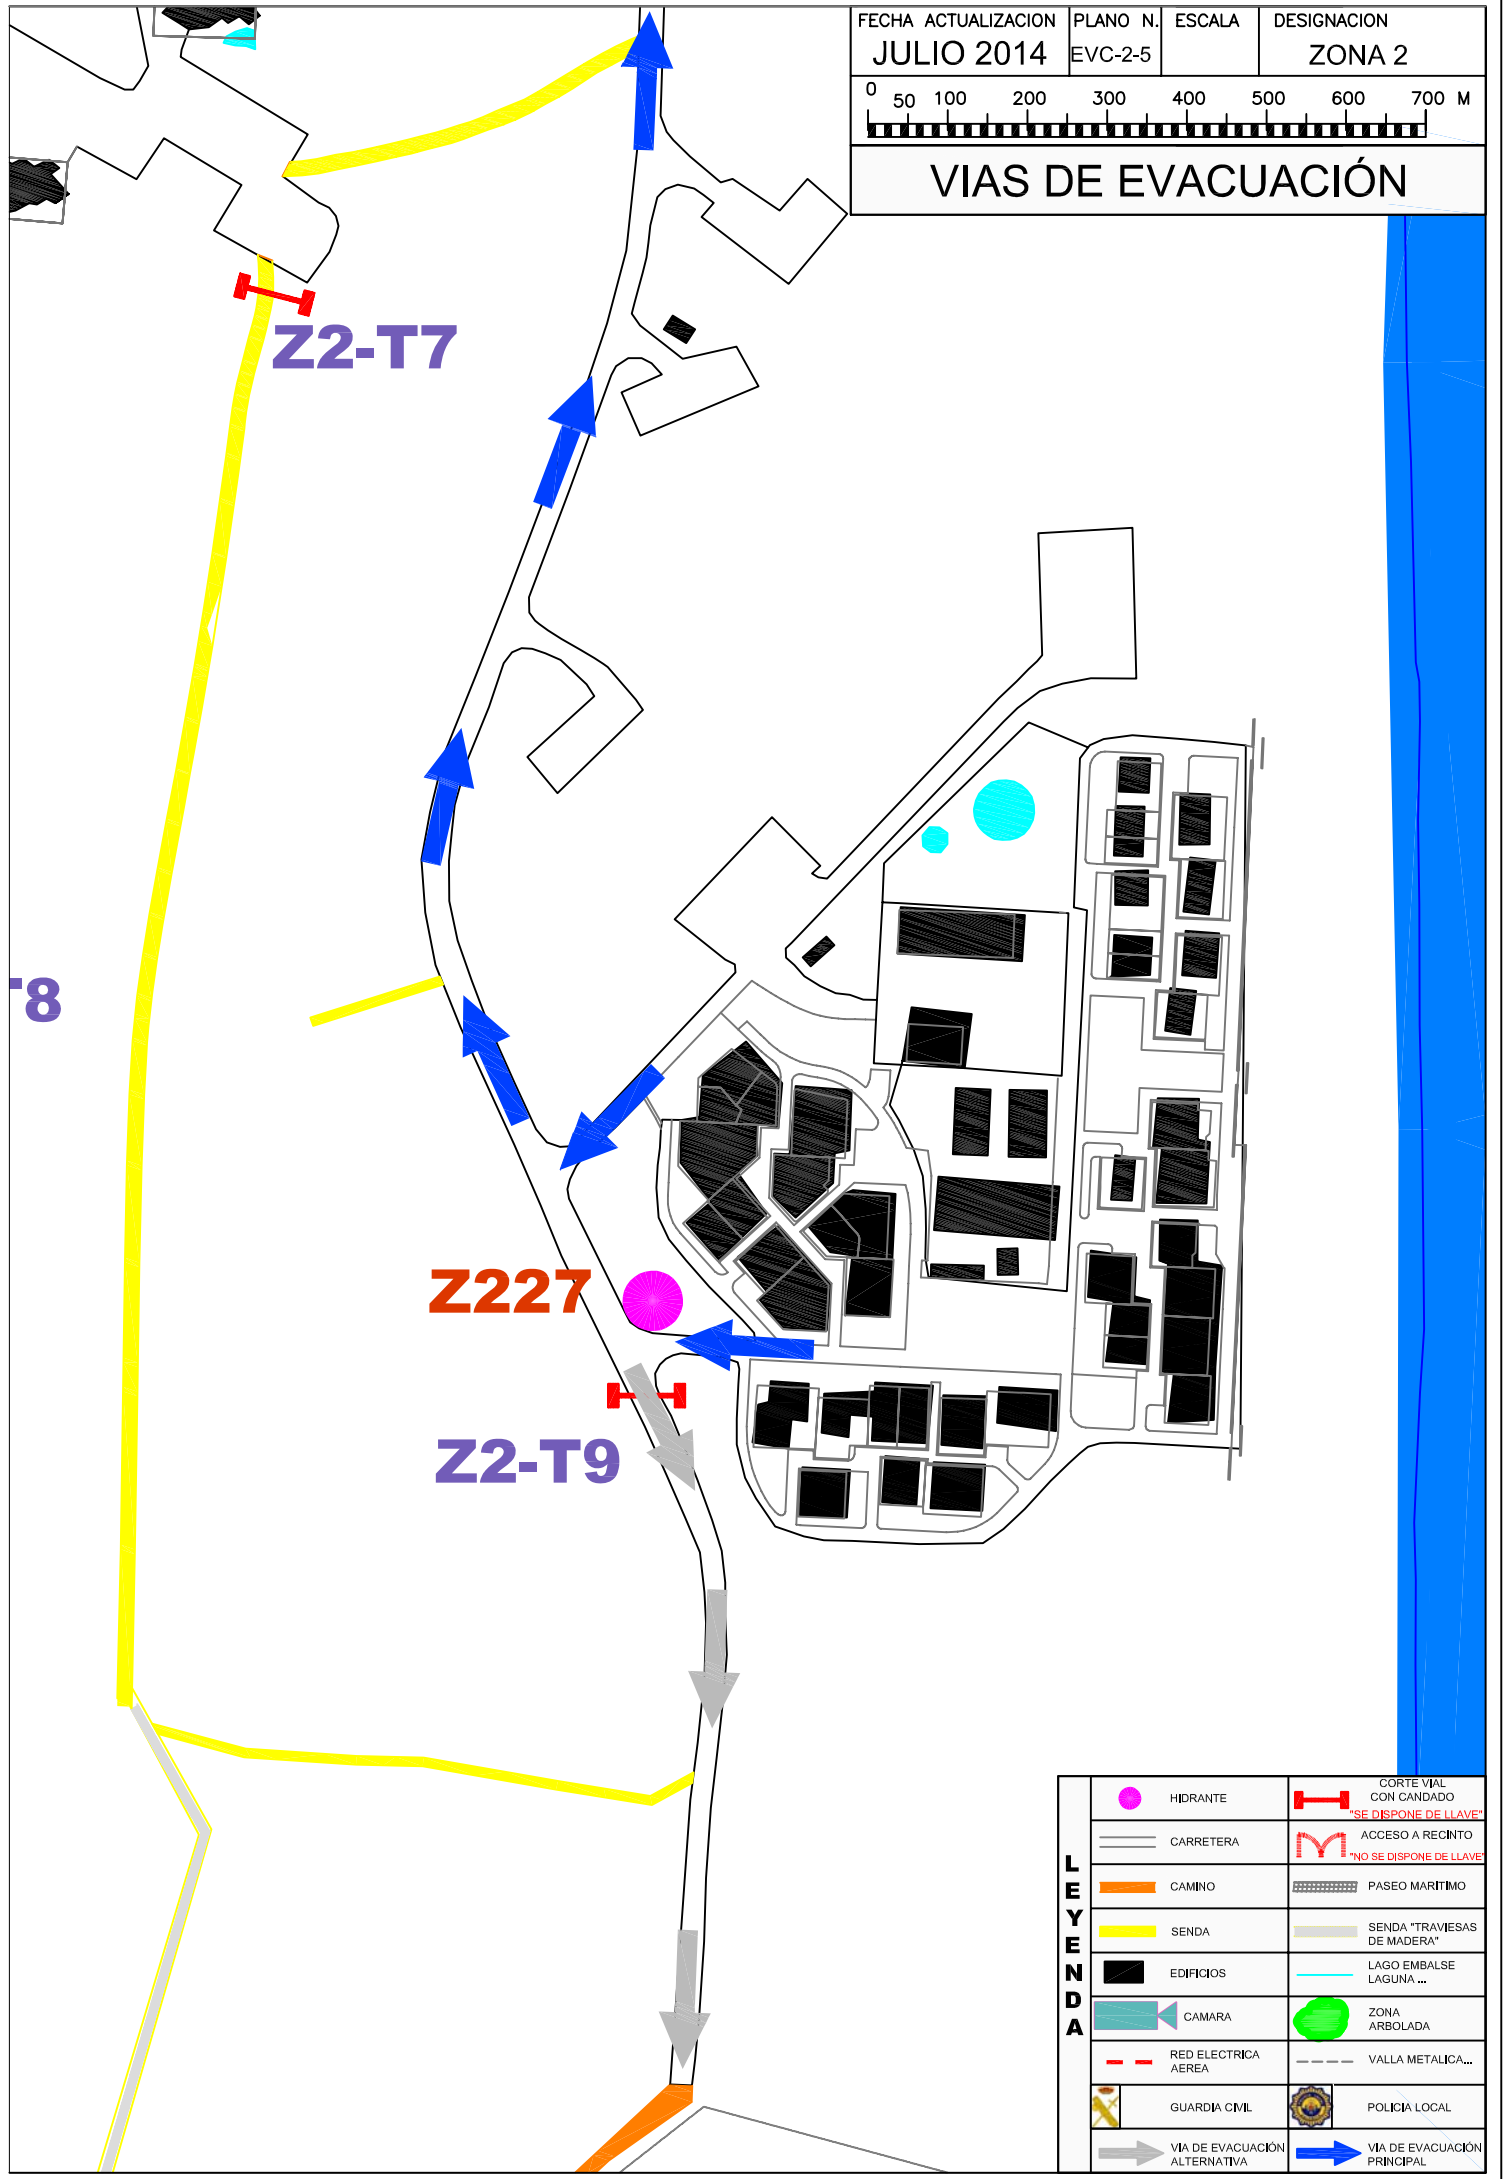 FECHA ACTUALIZACION
JULIO 2014
PLANO N.
EVC-2-5
ESCALA
DESIGNACION
ZONA 2
0 50 100 200 300 400 500 600 700 M
VIAS DE EVACUACIÓN
Z2-T7
8
Z227
Z2-T9
LEYENDA
HIDRANTE
CORTE VIAL
CON CANDADO
"SE DISPONE DE LLAVE"
CARRETERA
ACCESO A RECINTO
"NO SE DISPONE DE LLAVE"
CAMINO
PASEO MARITIMO
SENDA
SENDA "TRAVIESAS
DE MADERA"
EDIFICIOS
LAGO EMBALSE
LAGUNA ...
CAMARA
ZONA
ARBOLADA
RED ELECTRICA
AEREA
VALLA METALICA...
GUARDIA CIVIL
POLICIA LOCAL
VIA DE EVACUACIÓN
ALTERNATIVA
VIA DE EVACUACIÓN
PRINCIPAL